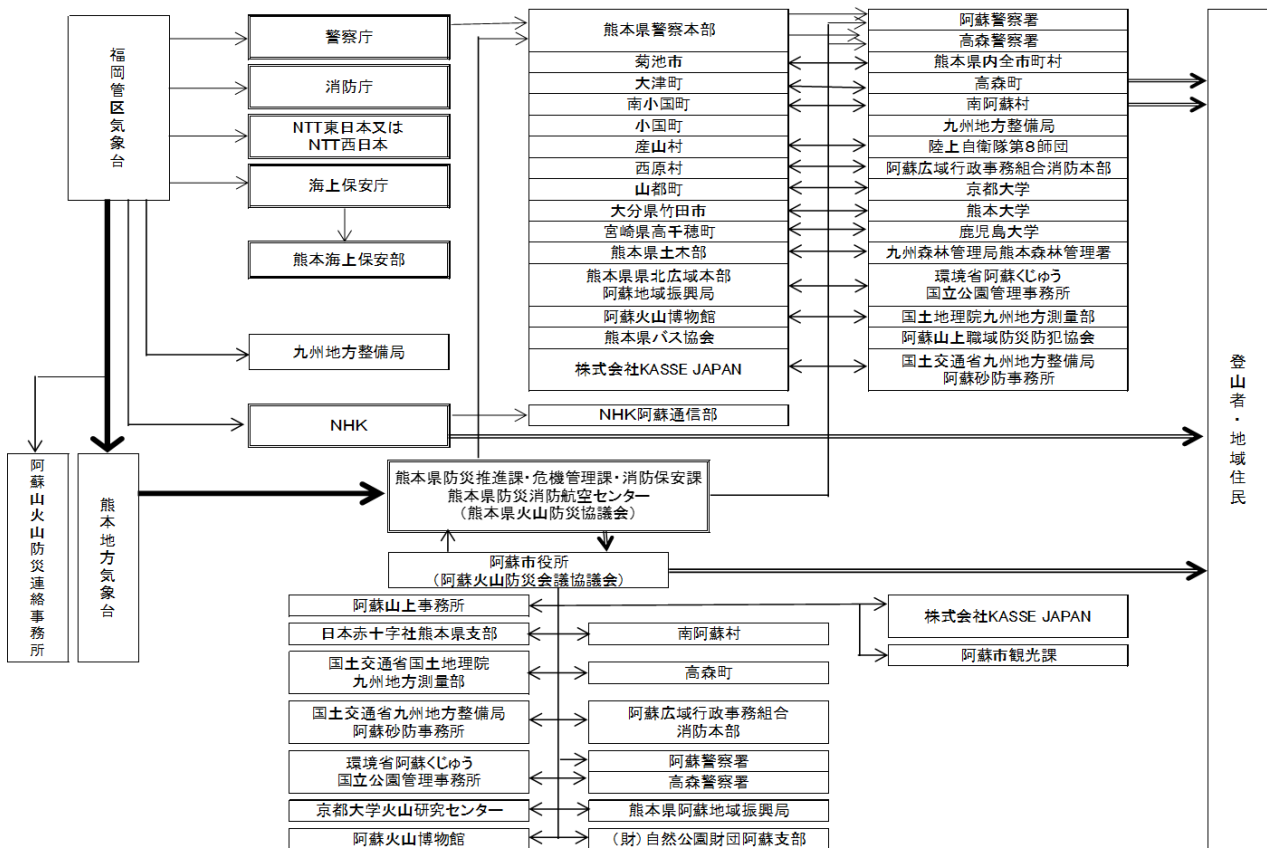 福岡管区気象台
警察庁
消防庁
NTT東日本又は
NTT西日本
海上保安庁
熊本海上保安部
九州地方整備局
NHK
阿蘇山火山防災連絡事務所
熊本地方気象台
熊本県警察本部
菊池市
大津町
南小国町
小国町
産山村
西原村
山都町
大分県竹田市
宮崎県高千穂町
熊本県土木部
熊本県県北広域本部
阿蘇地域振興局
阿蘇火山博物館
熊本県バス協会
株式会社KASSE JAPAN
NHK阿蘇通信部
阿蘇警察署
高森警察署
熊本県内全市町村
高森町
南阿蘇村
九州地方整備局
陸上自衛隊第8師団
阿蘇広域行政事務組合消防本部
京都大学
熊本大学
鹿児島大学
九州森林管理局熊本森林管理署
環境省阿蘇くじゅう
国立公園管理事務所
国土地理院九州地方測量部
阿蘇山上職域防災防犯協会
国土交通省九州地方整備局
阿蘇砂防事務所
登山者・地域住民
熊本県防災推進課・危機管理課・消防保安課
熊本県防災消防航空センター
（熊本県火山防災協議会）
阿蘇市役所
（阿蘇火山防災会議協議会）
阿蘇山上事務所
日本赤十字社熊本県支部
国土交通省国土地理院
九州地方測量部
国土交通省九州地方整備局
阿蘇砂防事務所
環境省阿蘇くじゅう
国立公園管理事務所
京都大学火山研究センター
阿蘇火山博物館
南阿蘇村
高森町
阿蘇広域行政事務組合
消防本部
阿蘇警察署
高森警察署
熊本県阿蘇地域振興局
（財）自然公園財団阿蘇支部
株式会社KASSE JAPAN
阿蘇市観光課